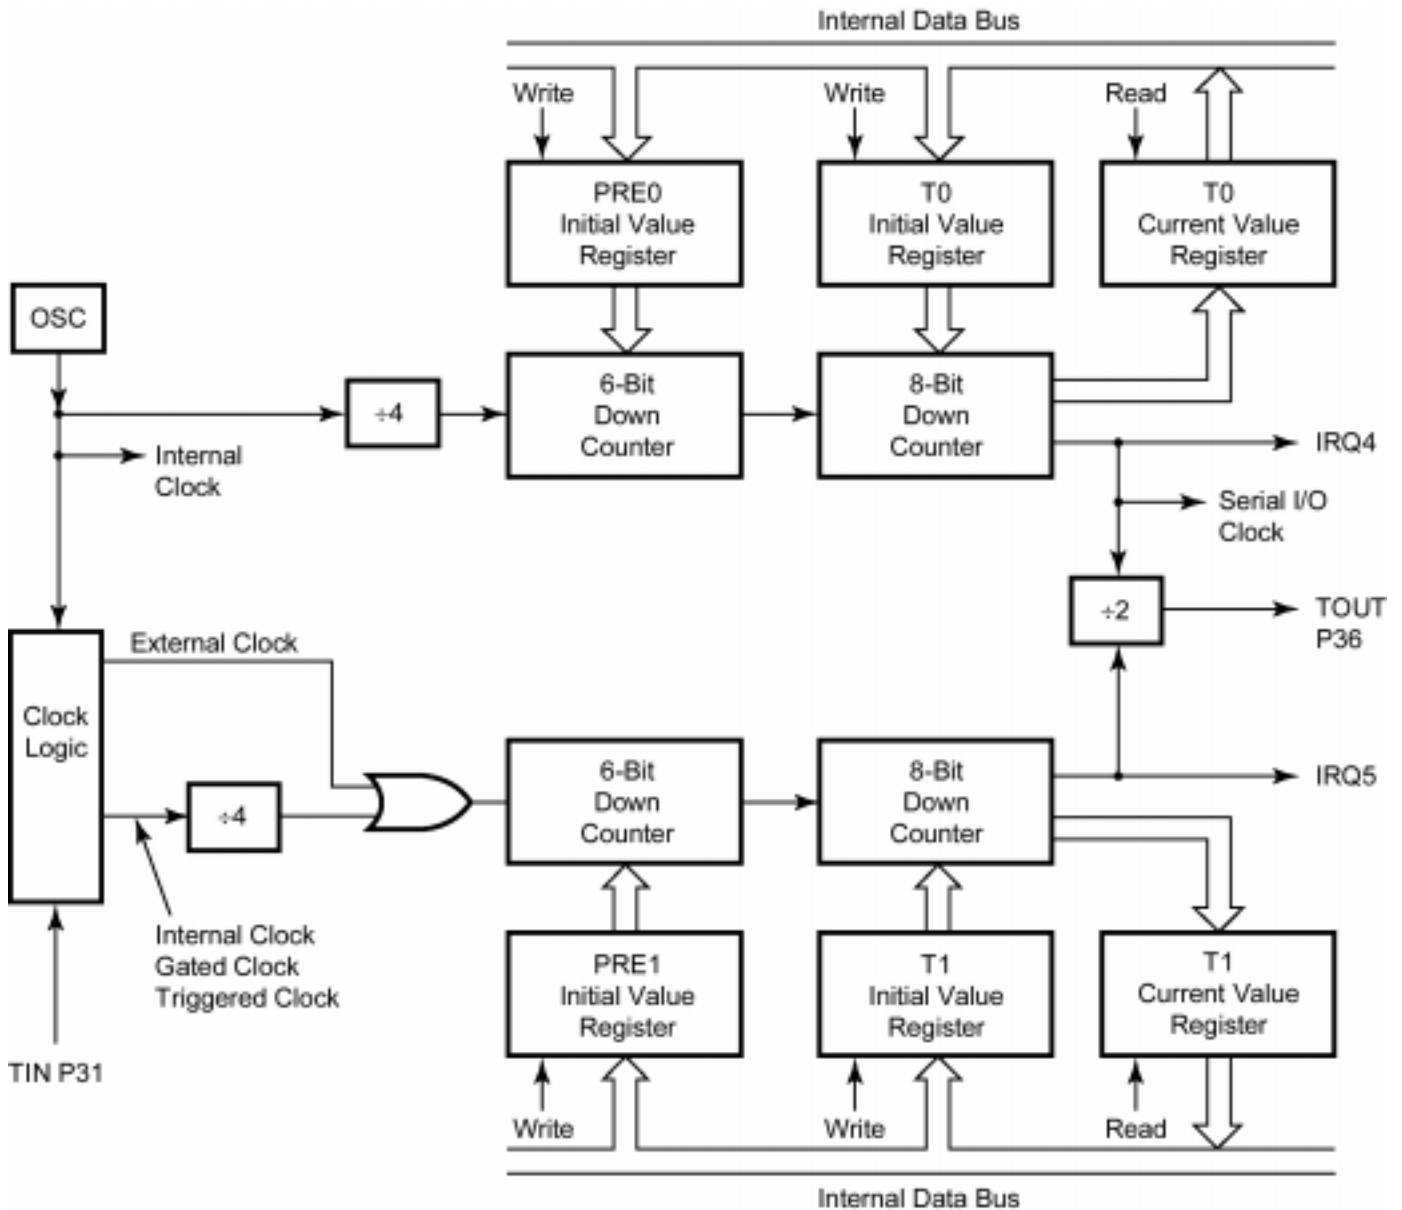 Internal Data Bus
Write
Write
Read
PRE0
Initial Value
Register
T0
Initial Value
Register
T0
Current Value
Register
OSC
÷4
6-Bit
Down
Counter
8-Bit
Down
Counter
IRQ4
Internal
Clock
Serial I/O
Clock
÷2
TOUT
P36
External Clock
Clock
Logic
÷4
6-Bit
Down
Counter
8-Bit
Down
Counter
IRQ5
Internal Clock
Gated Clock
Triggered Clock
PRE1
Initial Value
Register
T1
Initial Value
Register
T1
Current Value
Register
TIN P31
Write
Write
Read
Internal Data Bus